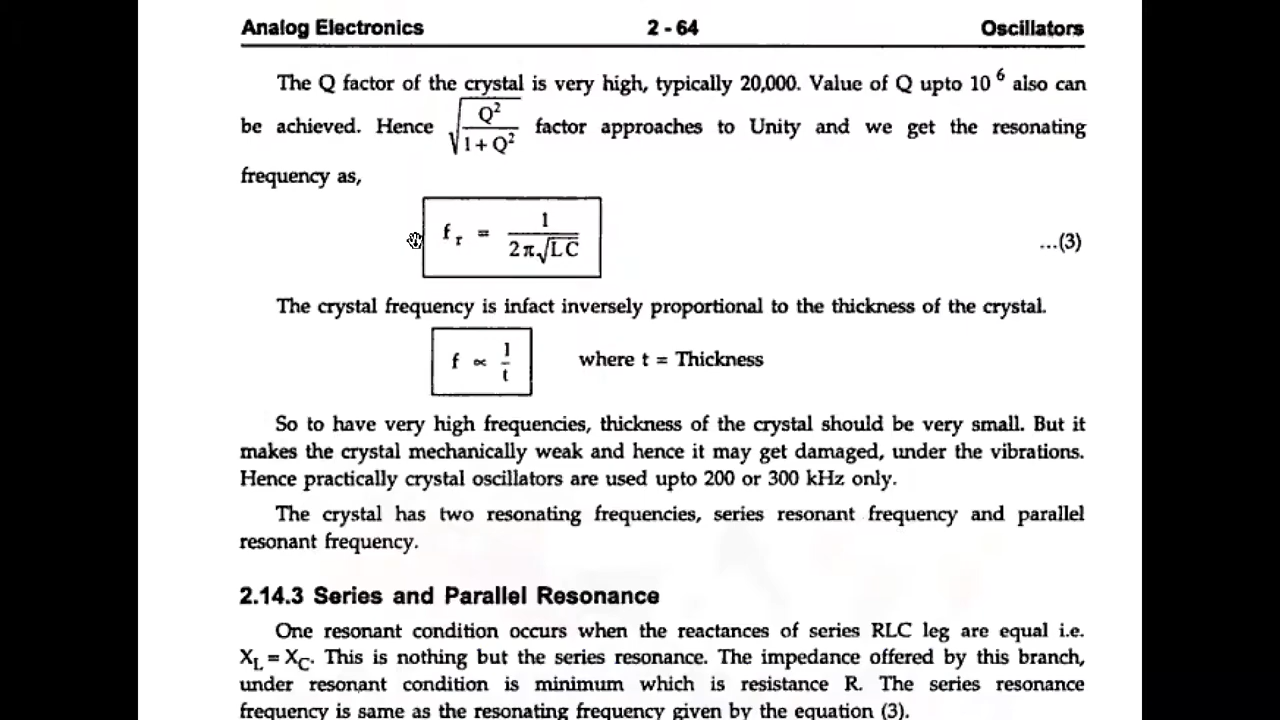 Analog Electronics 2 - 64 Oscillators
The Q factor of the crystal is very high, typically 20,000. Value of Q upto 10⁶ also can
be achieved. Hence √(Q²/(1 + Q²)) factor approaches to Unity and we get the resonating
frequency as,
fᵣ = 1/(2π√LC) ...(3)
The crystal frequency is infact inversely proportional to the thickness of the crystal.
f ∝ 1/t where t = Thickness
So to have very high frequencies, thickness of the crystal should be very small. But it
makes the crystal mechanically weak and hence it may get damaged, under the vibrations.
Hence practically crystal oscillators are used upto 200 or 300 kHz only.
The crystal has two resonating frequencies, series resonant frequency and parallel
resonant frequency.
2.14.3 Series and Parallel Resonance
One resonant condition occurs when the reactances of series RLC leg are equal i.e.
X_L = X_C. This is nothing but the series resonance. The impedance offered by this branch,
under resonant condition is minimum which is resistance R. The series resonance
frequency is same as the resonating frequency given by the equation (3).